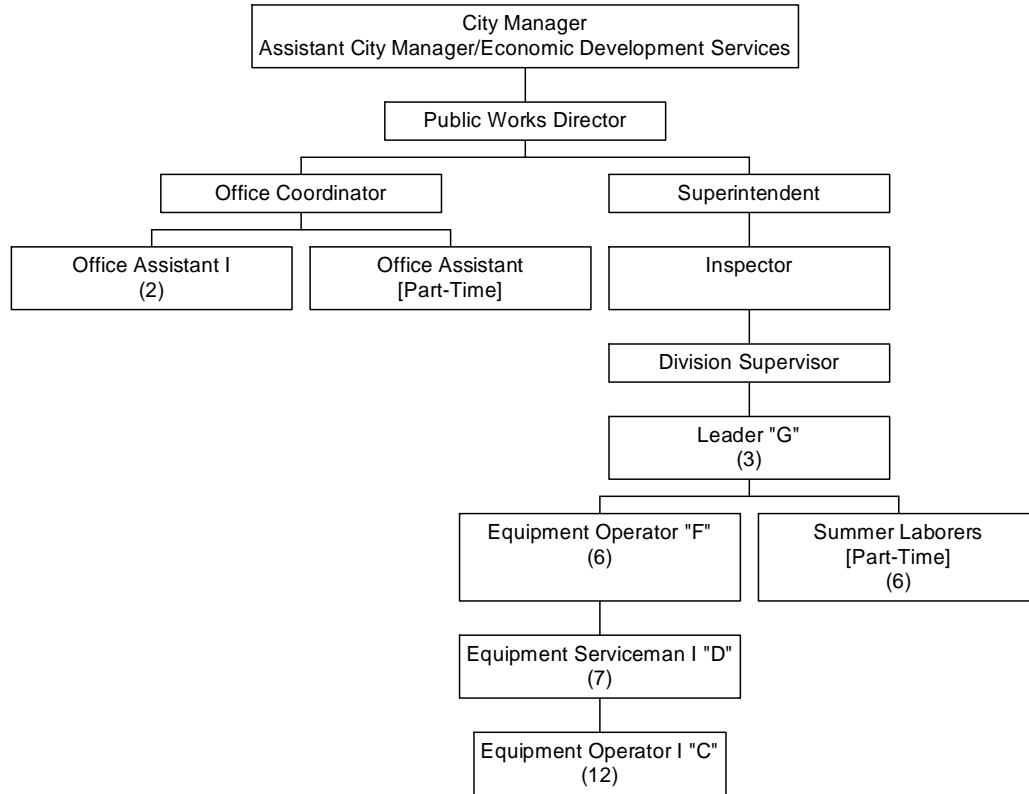 City Manager
Assistant City Manager/Economic Development Services
Public Works Director
Office Coordinator
Superintendent
Office Assistant I
(2)
Office Assistant
[Part-Time]
Inspector
Division Supervisor
Leader "G"
(3)
Equipment Operator "F"
(6)
Summer Laborers
[Part-Time]
(6)
Equipment Serviceman I "D"
(7)
Equipment Operator I "C"
(12)